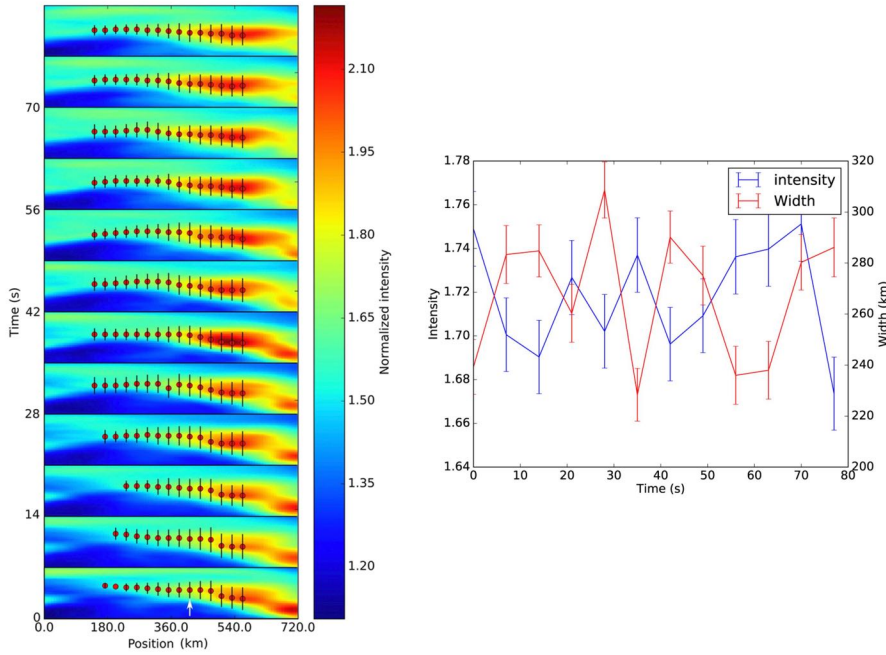 70
56
42
28
14
0
Time (s)
0.0 180.0 360.0 540.0 720.0
Position (km)
2.10
1.95
1.80
1.65
1.50
1.35
1.20
Normalized intensity
1.78
1.76
1.74
1.72
1.70
1.68
1.66
1.64
Intensity
intensity
Width
320
300
280
260
240
220
200
Width (km)
0 10 20 30 40 50 60 70 80
Time (s)